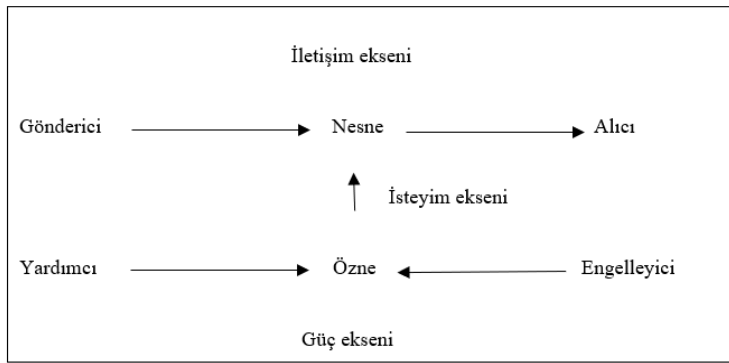 İletişim ekseni
Gönderici Nesne Alıcı
İsteyim ekseni
Yardımcı Özne Engelleyici
Güç ekseni